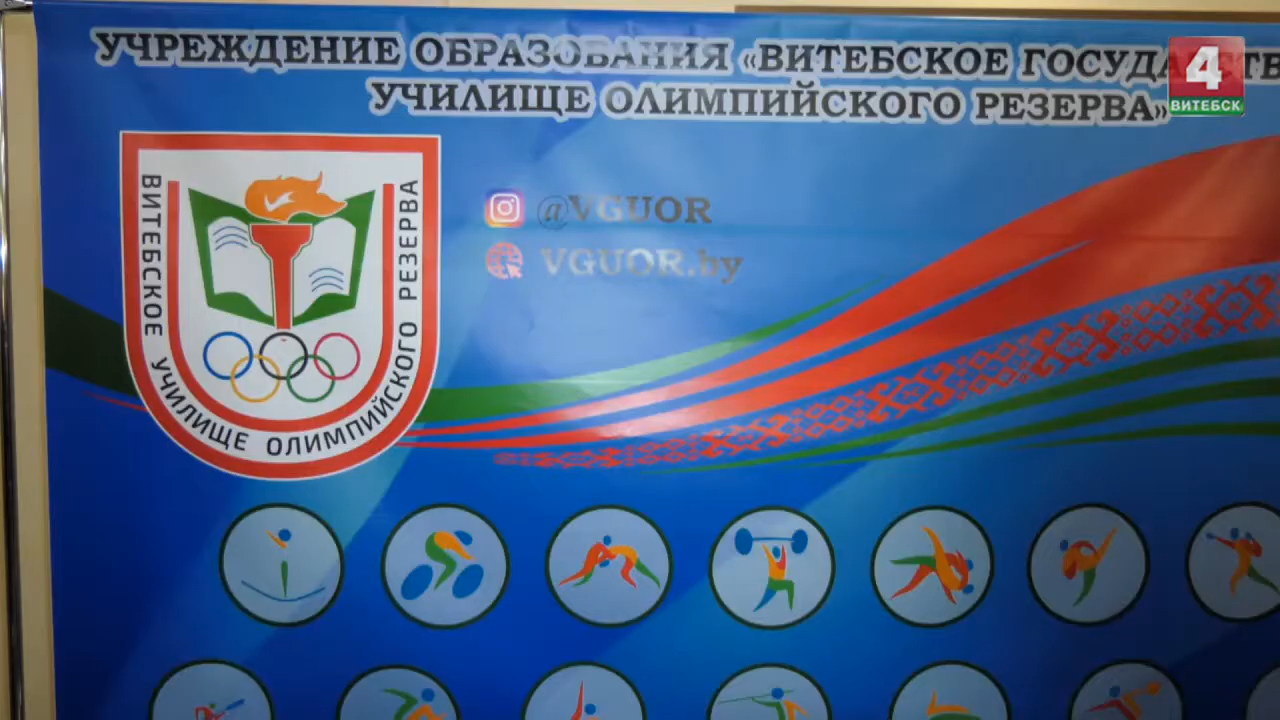 УЧРЕЖДЕНИЕ ОБРАЗОВАНИЯ «ВИТЕБСКОЕ
УЧИЛИЩЕ ОЛИМПИЙСКОГО РЕЗЕРВА»
4
ВИТЕБСК
ВИТЕБСКОЕ УЧИЛИЩЕ ОЛИМПИЙСКОГО РЕЗЕРВА
@VGUOR
VGUOR.by